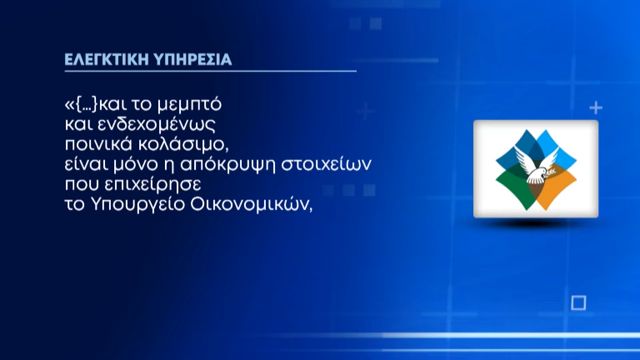 ΕΛΕΓΚΤΙΚΗ ΥΠΗΡΕΣΙΑ
«{...}και το μεμπτό
και ενδεχομένως
ποινικά κολάσιμο,
είναι μόνο η απόκρυψη στοιχείων
που επιχείρησε
το Υπουργείο Οικονομικών,